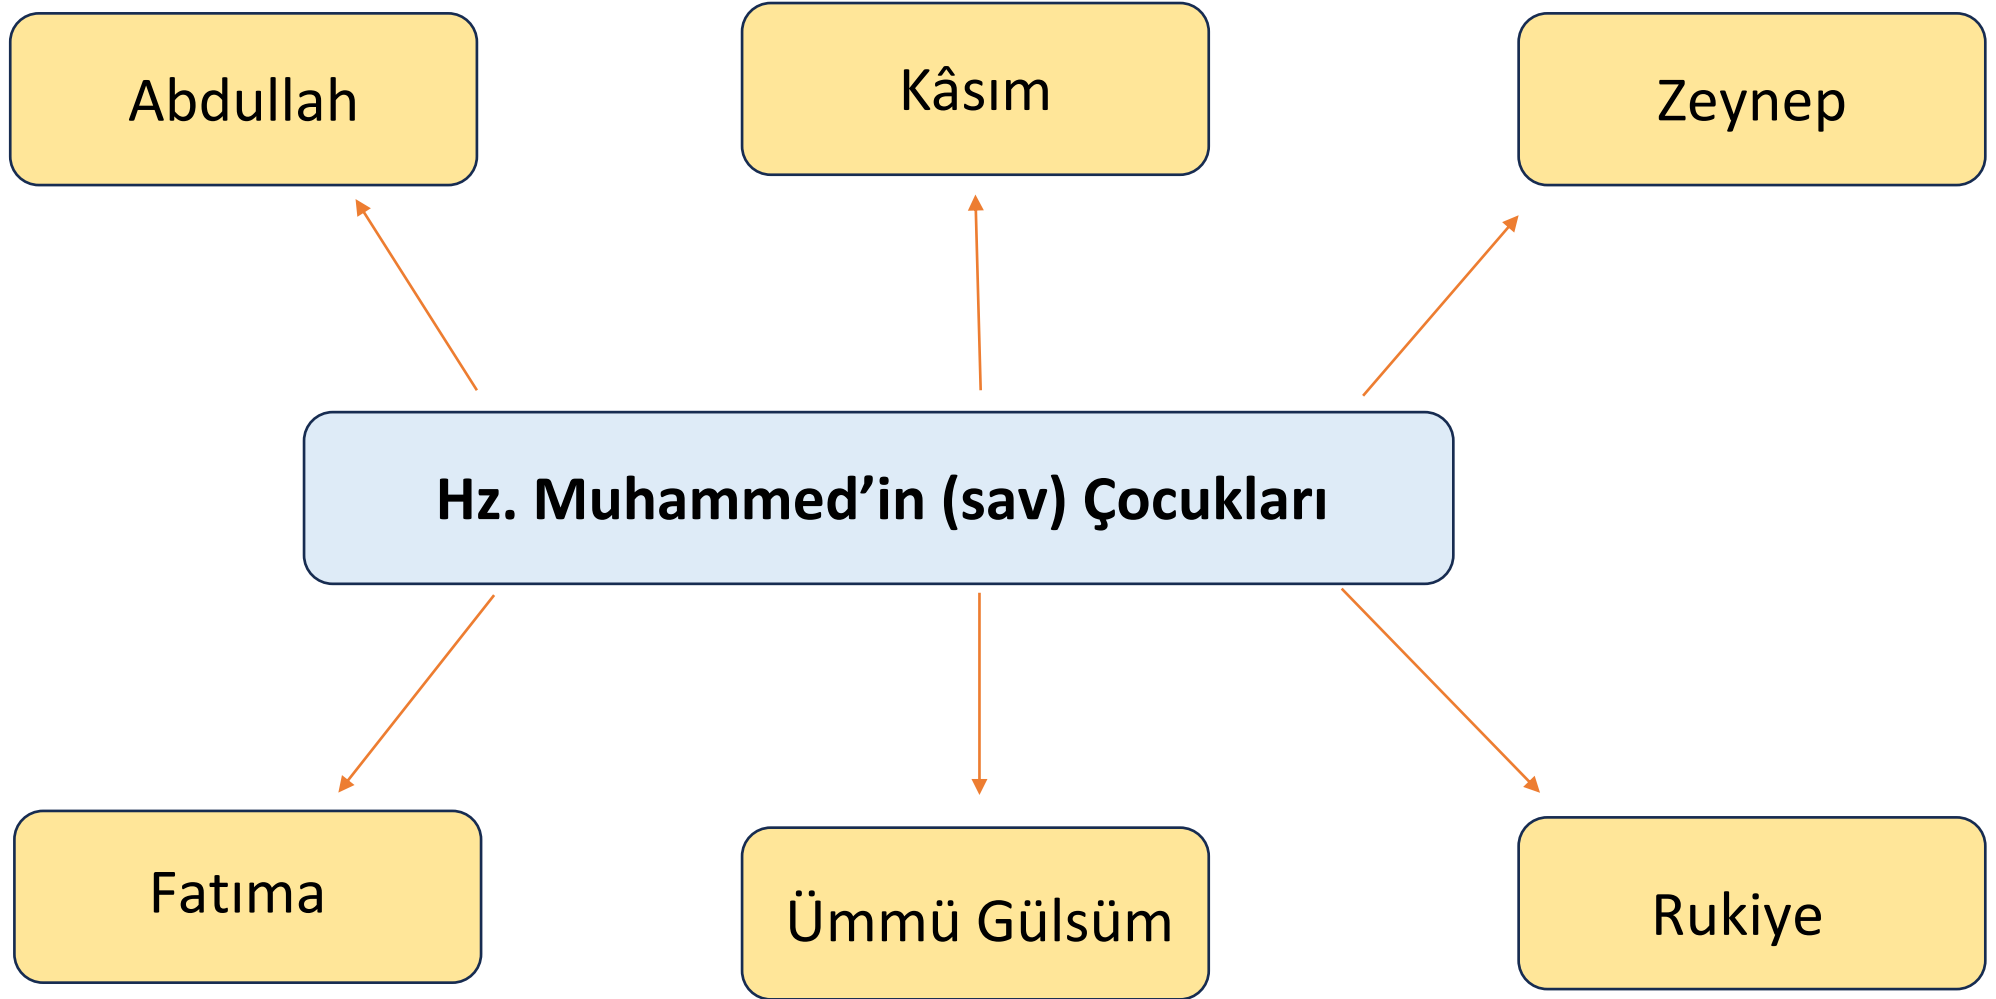 Abdullah
Kâsım
Zeynep
Hz. Muhammed’in (sav) Çocukları
Fatıma
Ümmü Gülsüm
Rukiye